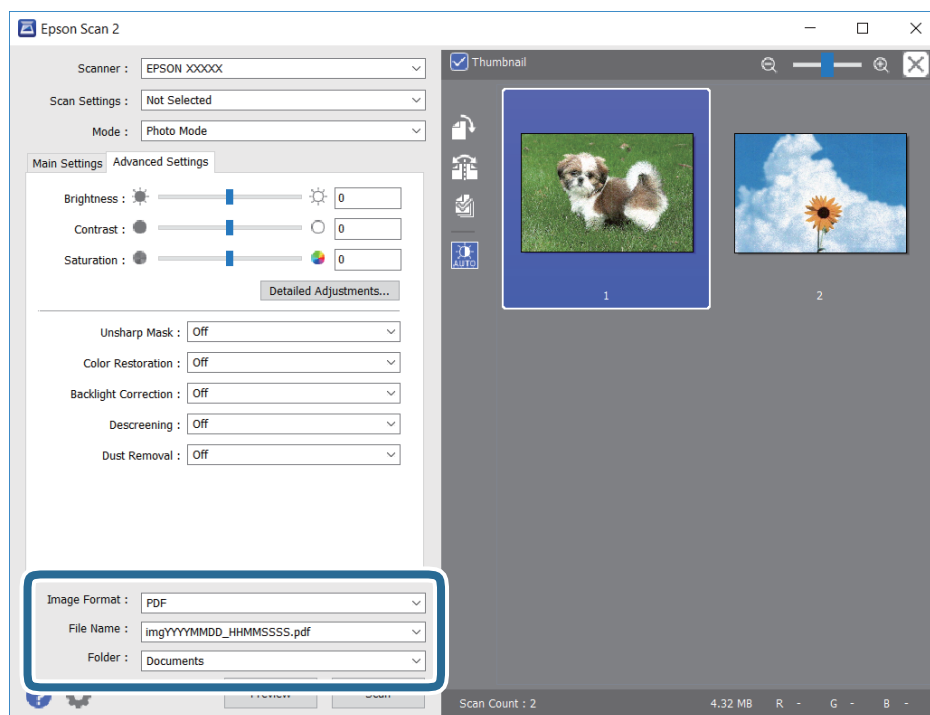 Epson Scan 2
Scanner : EPSON XXXXX
Scan Settings : Not Selected
Mode : Photo Mode
Main Settings Advanced Settings
Brightness : 0
Contrast : 0
Saturation : 0
Detailed Adjustments...
Unsharp Mask : Off
Color Restoration : Off
Backlight Correction : Off
Descreening : Off
Dust Removal : Off
Image Format : PDF
File Name : imgYYYYMMDD_HHMMSSSS.pdf
Folder : Documents
Preview Scan
Thumbnail
AUTO
1
2
Scan Count : 2 4.32 MB R - G - B -